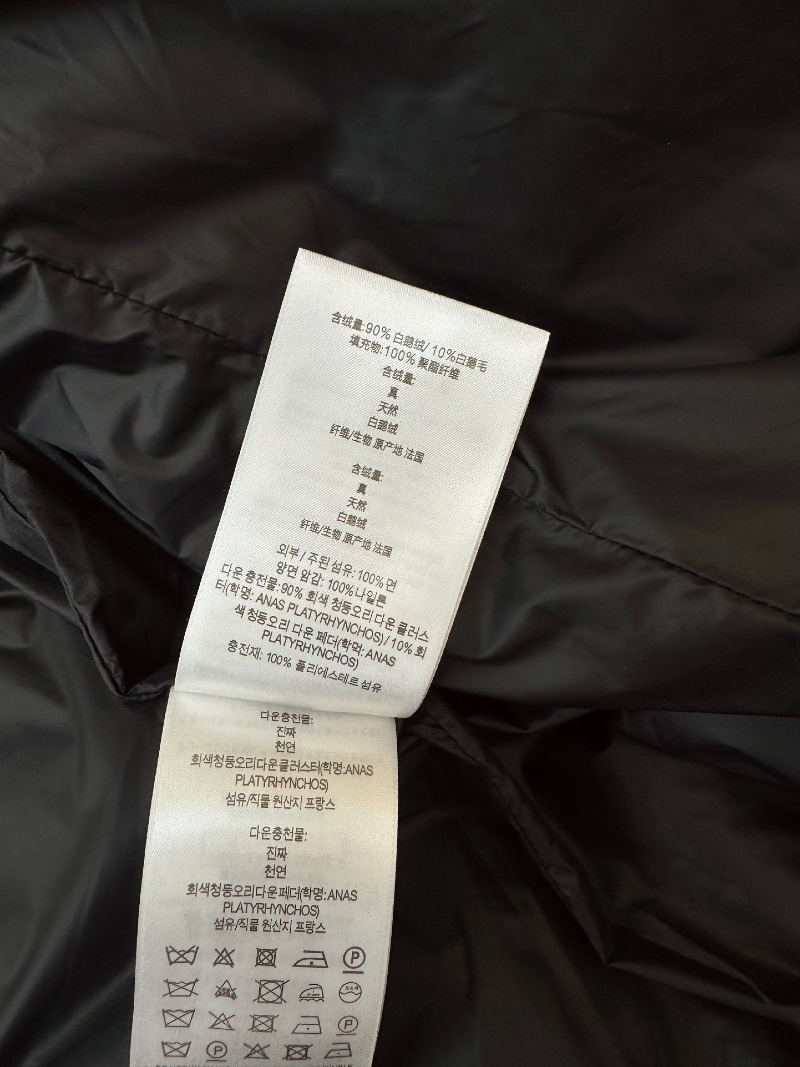 含绒量:90% 白鹅绒/ 10%白鹅毛
填充物:100% 聚酯纤维
含绒量:
真
天然
白鹅绒
纤维/生物 原产地 法国
含绒量:
真
天然
白鹅绒
纤维/生物 原产地 法国
외부 / 주된 섬유: 100% 면
양면 암감: 100%나일론
다운 충전물: 90% 회색 청둥오리 다운 클러스
터(학명: ANAS PLATYRHYNCHOS) / 10% 회
색 청둥오리 다운 페더(학먹: ANAS
PLATYRHYNCHOS)
충전재: 100% 폴리에스테르 섬유
다운충천물:
진짜
천연
회색청둥오리다운클러스터(학명:ANAS
PLATYRHYNCHOS)
섬유/직물 원산지 프랑스
다운충천물:
진짜
천연
회색청둥오리다운페더(학명:ANAS
PLATYRHYNCHOS)
섬유/직물 원산지 프랑스
P
P
P